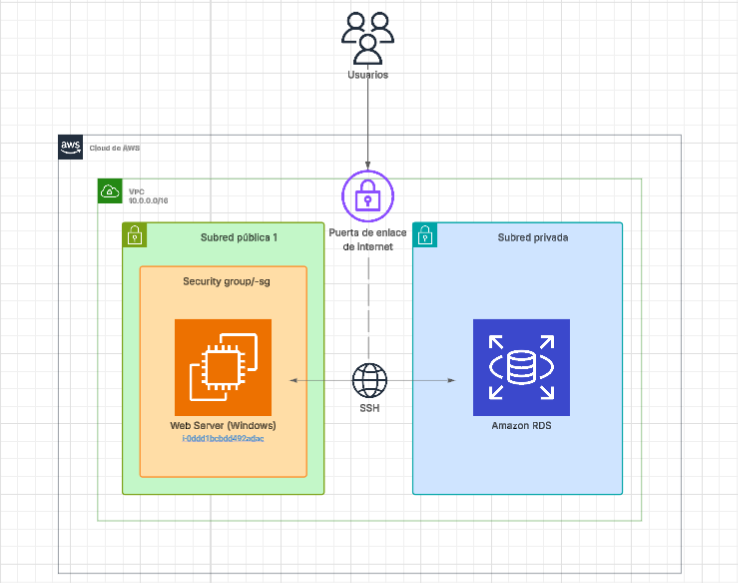 Usuarios
aws
Cloud de AWS
VPC
10.0.0.0/16
Subred pública 1
Puerta de enlace
de internet
Subred privada
Security group/-sg
SSH
Web Server (Windows)
i-0ddd1bcbdd492adac
Amazon RDS